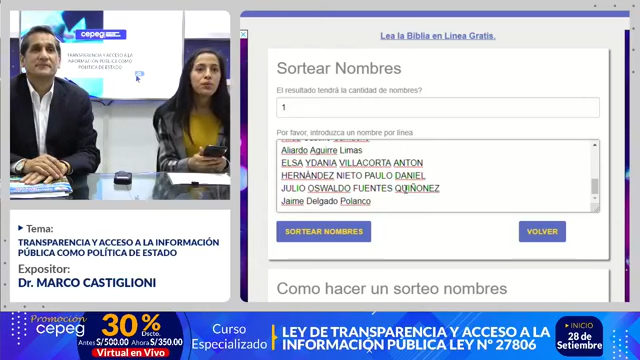 cepeg
TRANSPARENCIA Y ACCESO A LA
INFORMACIÓN PÚBLICA COMO
POLÍTICA DE ESTADO
Lea la Biblia en Linea Gratis.
Sortear Nombres
El resultado tendrá la cantidad de nombres?
1
Por favor, introduzca un nombre por línea
Aliardo Aguirre Limas
ELSA YDANIA VILLACORTA ANTON
HERNÁNDEZ NIETO PAULO DANIEL
JULIO OSWALDO FUENTES QUIÑONEZ
Jaime Delgado Polanco
SORTEAR NOMBRES
VOLVER
Como hacer un sorteo nombres
Tema:
TRANSPARENCIA Y ACCESO A LA INFORMACIÓN
PÚBLICA COMO POLÍTICA DE ESTADO
Expositor:
Dr. MARCO CASTIGLIONI
Promoción
cepeg
30%
Dscto.
Antes S/500.00 Ahora S/350.00
Virtual en Vivo
Curso
Especializado
LEY DE TRANSPARENCIA Y ACCESO A LA
INFORMACIÓN PÚBLICA LEY N° 27806
INICIO
28 de
Setiembre